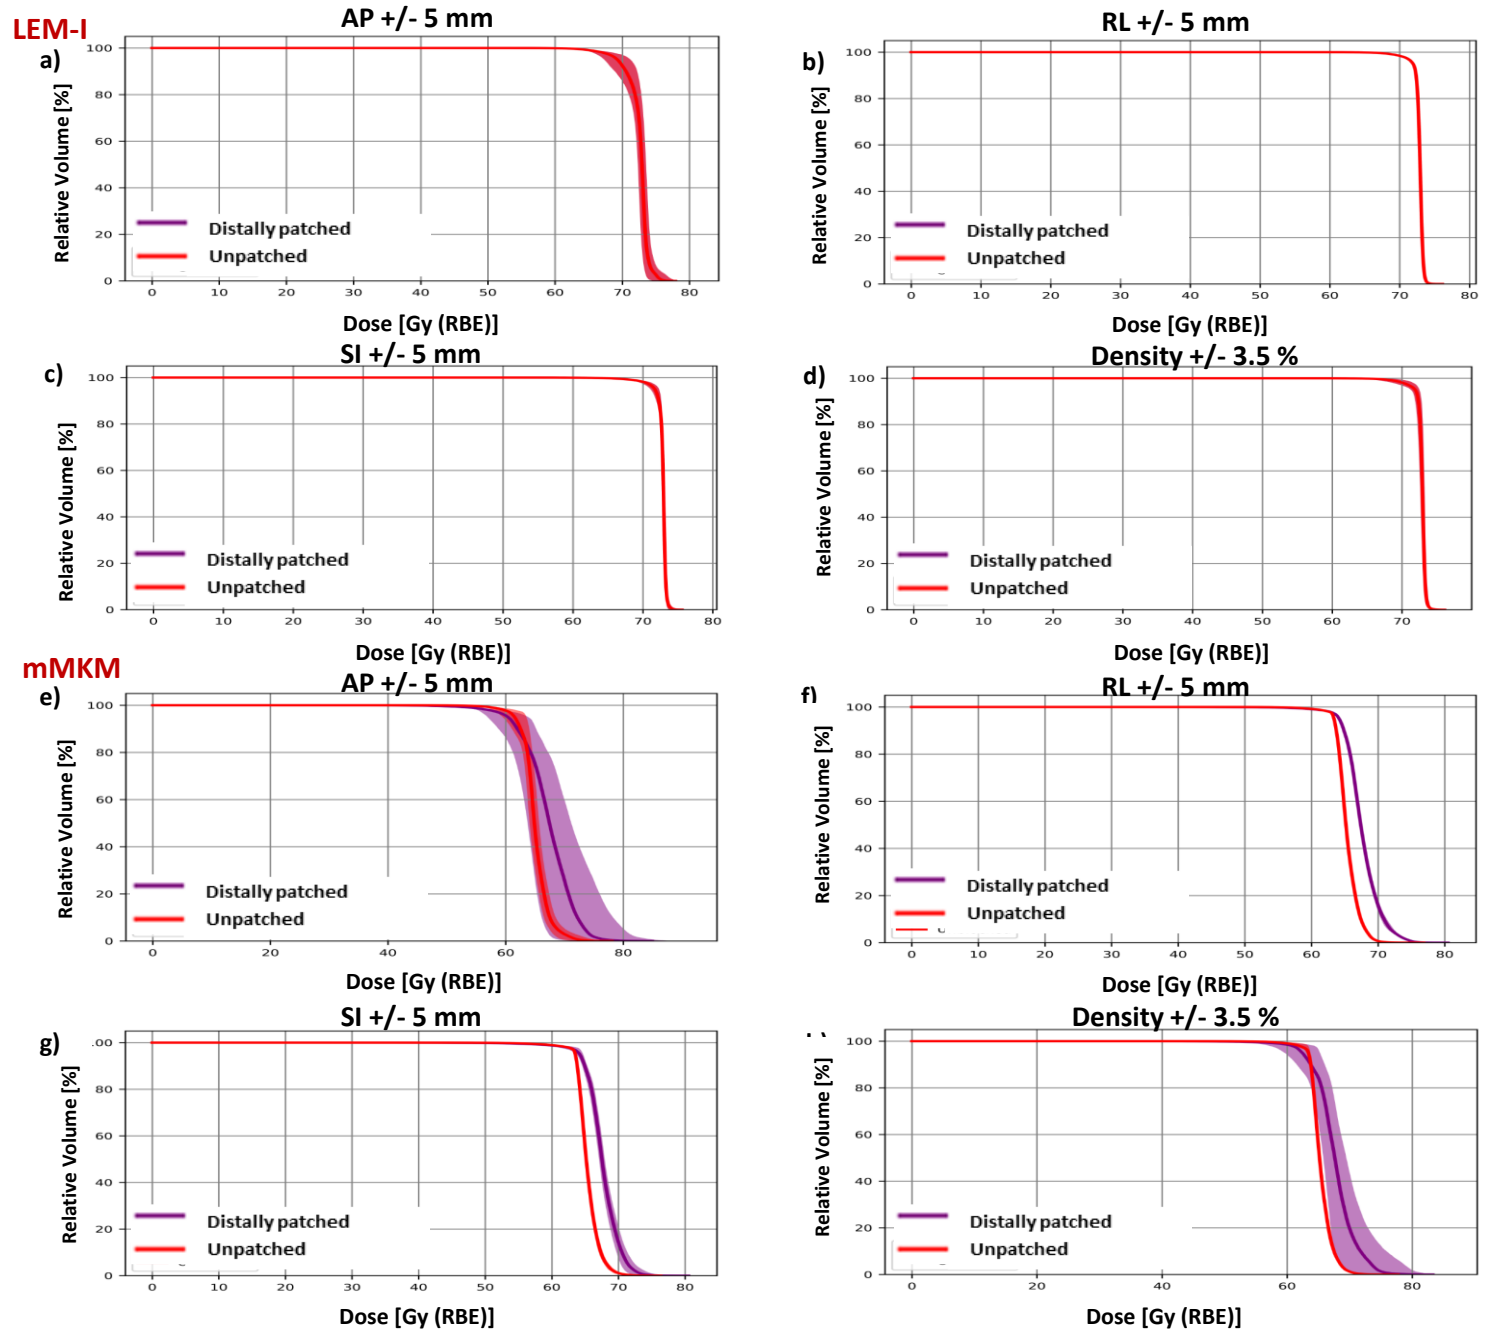 LEM-I
AP +/- 5 mm
a)
Relative Volume [%]
100
80
60
40
20
0
Distally patched
Unpatched
0 10 20 30 40 50 60 70 80
Dose [Gy (RBE)]
RL +/- 5 mm
b)
Relative Volume [%]
100
80
60
40
20
0
Distally patched
Unpatched
0 10 20 30 40 50 60 70 80
Dose [Gy (RBE)]
SI +/- 5 mm
c)
Relative Volume [%]
100
80
60
40
20
0
Distally patched
Unpatched
0 10 20 30 40 50 60 70 80
Dose [Gy (RBE)]
Density +/- 3.5 %
d)
Relative Volume [%]
100
80
60
40
20
0
Distally patched
Unpatched
0 10 20 30 40 50 60 70
Dose [Gy (RBE)]
mMKM
AP +/- 5 mm
e)
Relative Volume [%]
100
80
60
40
20
0
Distally patched
Unpatched
0 20 40 60 80
Dose [Gy (RBE)]
RL +/- 5 mm
f)
Relative Volume [%]
100
80
60
40
20
0
Distally patched
Unpatched
0 10 20 30 40 50 60 70 80
Dose [Gy (RBE)]
SI +/- 5 mm
g)
Relative Volume [%]
.00
80
60
40
20
0
Distally patched
Unpatched
0 10 20 30 40 50 60 70 80
Dose [Gy (RBE)]
Density +/- 3.5 %
Relative Volume [%]
100
80
60
40
20
0
Distally patched
Unpatched
0 20 40 60 80
Dose [Gy (RBE)]